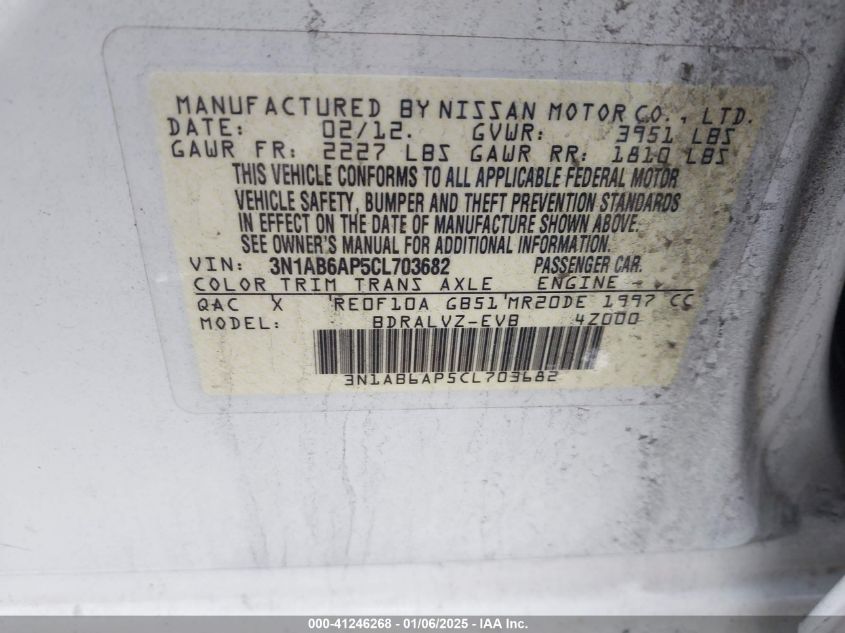 MANUFACTURED BY NISSAN MOTOR CO., LTD.
DATE: 02/12. GVWR: 3951 LBS
GAWR FR: 2227 LBS GAWR RR: 1810 LBS
THIS VEHICLE CONFORMS TO ALL APPLICABLE FEDERAL MOTOR
VEHICLE SAFETY, BUMPER AND THEFT PREVENTION STANDARDS
IN EFFECT ON THE DATE OF MANUFACTURE SHOWN ABOVE.
SEE OWNER'S MANUAL FOR ADDITIONAL INFORMATION.
VIN: 3N1AB6AP5CL703682 PASSENGER CAR.
COLOR TRIM TRANS AXLE ENGINE
QAC X RE0F10A GB51 MR20DE 1997 CC
MODEL: BDRALVZ-EVB 4Z000
3N1AB6AP5CL703682
000-41246268 - 01/06/2025 - IAA Inc.